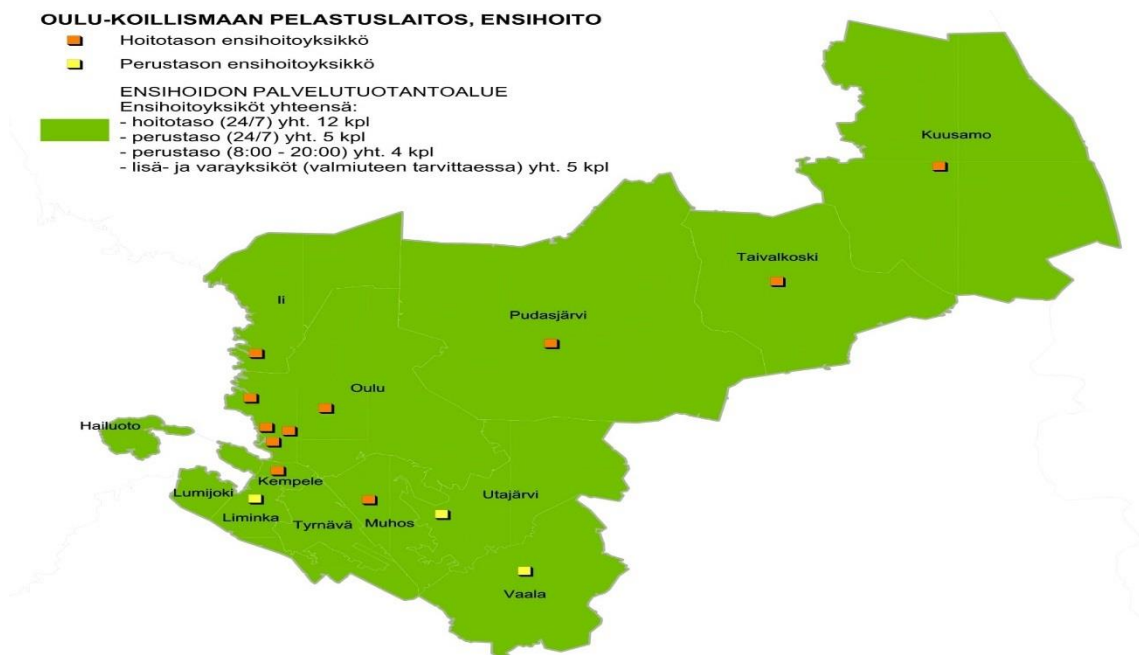 OULU-KOILLISMAAN PELASTUSLAITOS, ENSIHOITO
Hoitotason ensihoitoyksikkö
Perustason ensihoitoyksikkö
ENSIHOIDON PALVELUTUOTANTOALUE
Ensihoitoyksiköt yhteensä:
- hoitotaso (24/7) yht. 12 kpl
- perustaso (24/7) yht. 5 kpl
- perustaso (8:00 - 20:00) yht. 4 kpl
- lisä- ja varayksiköt (valmiuteen tarvittaessa) yht. 5 kpl
Kuusamo
Taivalkoski
Ii
Pudasjärvi
Oulu
Hailuoto
Kempele
Lumijoki
Utajärvi
Liminka
Tyrnävä
Muhos
Vaala